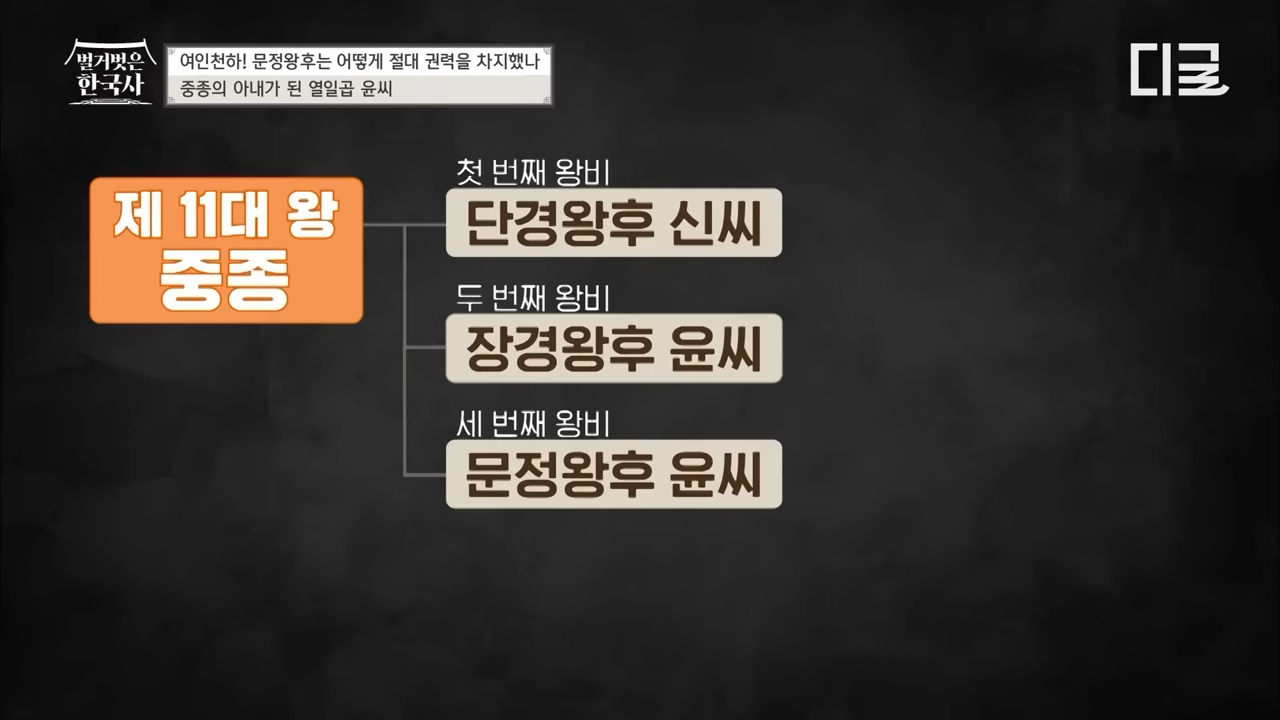 벌거벗은
한국사
여인천하! 문정왕후는 어떻게 절대 권력을 차지했나
중종의 아내가 된 열일곱 윤씨
디글
제 11대 왕
중종
첫 번째 왕비
단경왕후 신씨
두 번째 왕비
장경왕후 윤씨
세 번째 왕비
문정왕후 윤씨